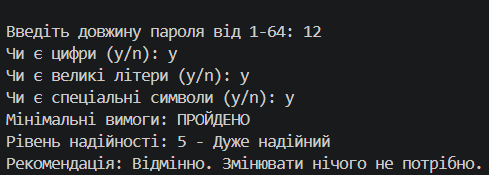 Введіть довжину пароля від 1-64: 12
Чи є цифри (y/n): y
Чи є великі літери (y/n): y
Чи є спеціальні символи (y/n): y
Мінімальні вимоги: ПРОЙДЕНО
Рівень надійності: 5 - Дуже надійний
Рекомендація: Відмінно. Змінювати нічого не потрібно.